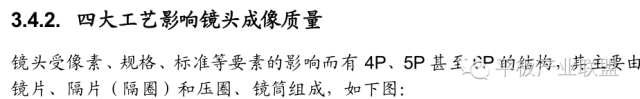 3.4.2. 四大工艺影响镜头成像质量
镜头受像素、规格、标准等要素的影响而有 4P、5P 甚至 6P 的结构，其主要由
镜片、隔片（隔圈）和压圈、镜筒组成，如下图：
平板产业联盟